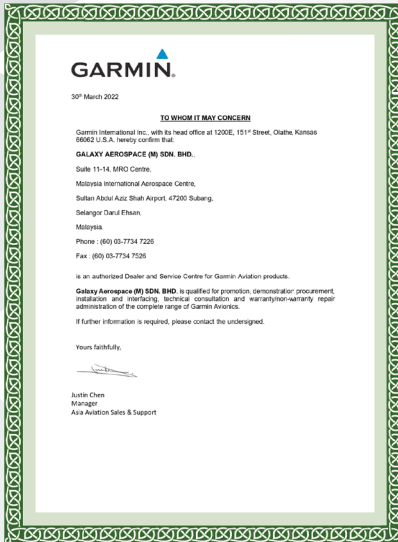 GARMIN.
30th March 2022
TO WHOM IT MAY CONCERN
Garmin International Inc., with its head office at 1200E, 151st Street, Olathe, Kansas
66062 U.S.A. hereby confirm that:
GALAXY AEROSPACE (M) SDN. BHD.,
Suite 11-14, MRO Centre,
Malaysia International Aerospace Centre,
Sultan Abdul Aziz Shah Airport, 47200 Subang,
Selangor Darul Ehsan,
Malaysia.
Phone : (60) 03-7734 7226
Fax : (60) 03-7734 7526
is an authorized Dealer and Service Centre for Garmin Aviation products.
Galaxy Aerospace (M) SDN. BHD. is qualified for promotion, demonstration, procurement,
installation and interfacing, technical consultation and warranty/non-warranty repair
administration of the complete range of Garmin Avionics.
If further information is required, please contact the undersigned.
Yours faithfully,
Justin Chen
Manager
Asia Aviation Sales & Support